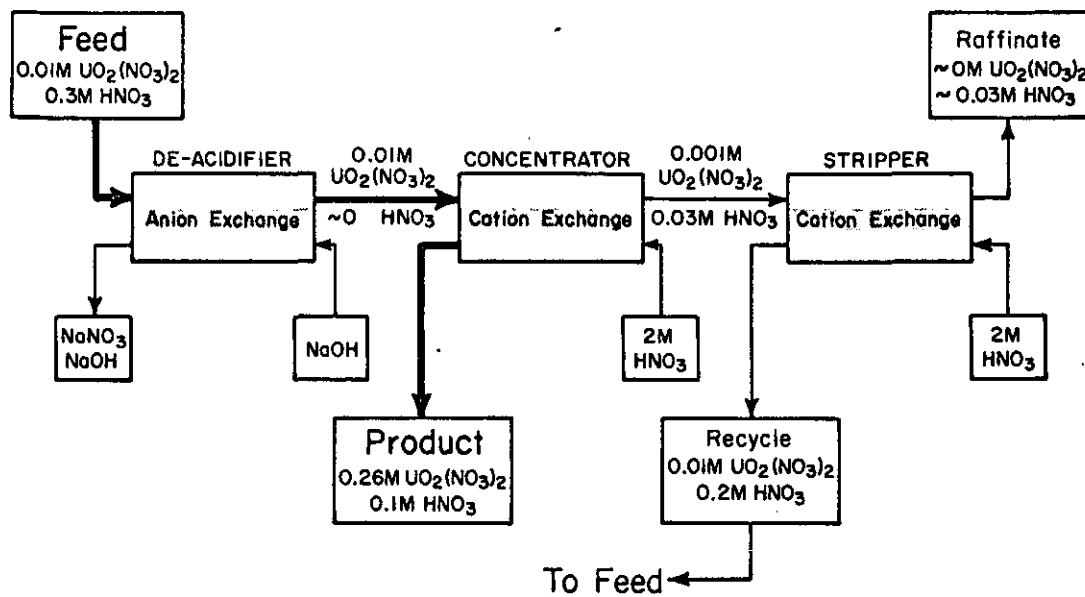 Feed
0.01M UO2(NO3)2
0.3M HNO3
Raffinate
~0M UO2(NO3)2
~0.03M HNO3
DE-ACIDIFIER
Anion Exchange
0.01M
UO2(NO3)2
~0 HNO3
CONCENTRATOR
Cation Exchange
0.001M
UO2(NO3)2
0.03M HNO3
STRIPPER
Cation Exchange
NaNO3
NaOH
NaOH
2M
HNO3
2M
HNO3
Product
0.26M UO2(NO3)2
0.1M HNO3
Recycle
0.01M UO2(NO3)2
0.2M HNO3
To Feed